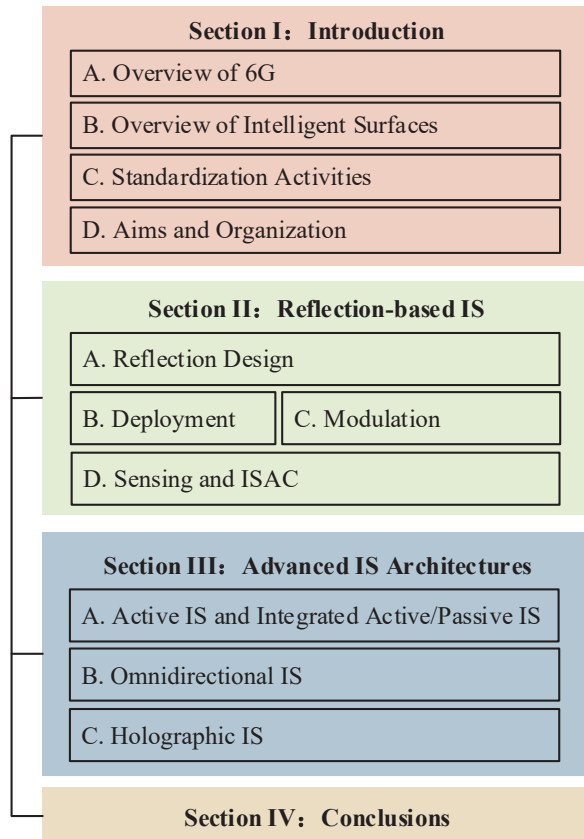 Section I：Introduction
A. Overview of 6G
B. Overview of Intelligent Surfaces
C. Standardization Activities
D. Aims and Organization
Section II：Reflection-based IS
A. Reflection Design
B. Deployment
C. Modulation
D. Sensing and ISAC
Section III：Advanced IS Architectures
A. Active IS and Integrated Active/Passive IS
B. Omnidirectional IS
C. Holographic IS
Section IV：Conclusions